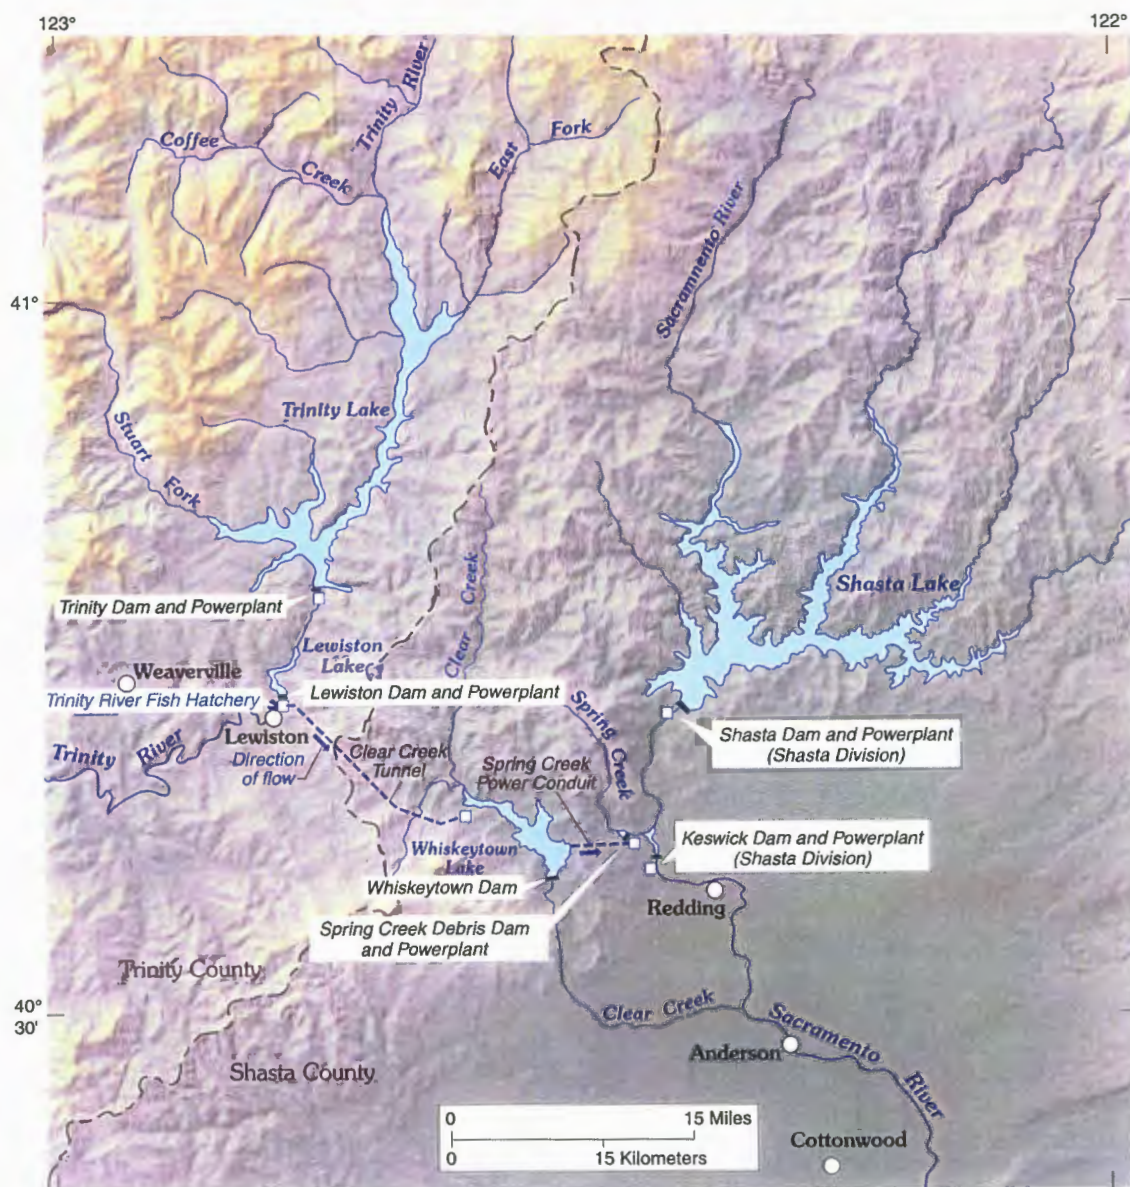 123°
122°
Coffee
Creek
Trinity River
East
Fork
Sacramnento River
41°
Trinity Lake
Stuart
Fork
Clear Creek
Shasta Lake
Trinity Dam and Powerplant
Lewiston
Lake
Weaverville
Trinity River Fish Hatchery
Lewiston Dam and Powerplant
Spring Creek
Lewiston
Trinity River
Direction
of flow
Clear Creek
Tunnel
Spring Creek
Power Conduit
Shasta Dam and Powerplant
(Shasta Division)
Whiskeytown
Lake
Keswick Dam and Powerplant
(Shasta Division)
Whiskeytown Dam
Redding
Spring Creek Debris Dam
and Powerplant
Trinity County
40°
30'
Clear Creek
Sacramento
River
Anderson
Shasta County
0 15 Miles
0 15 Kilometers
Cottonwood